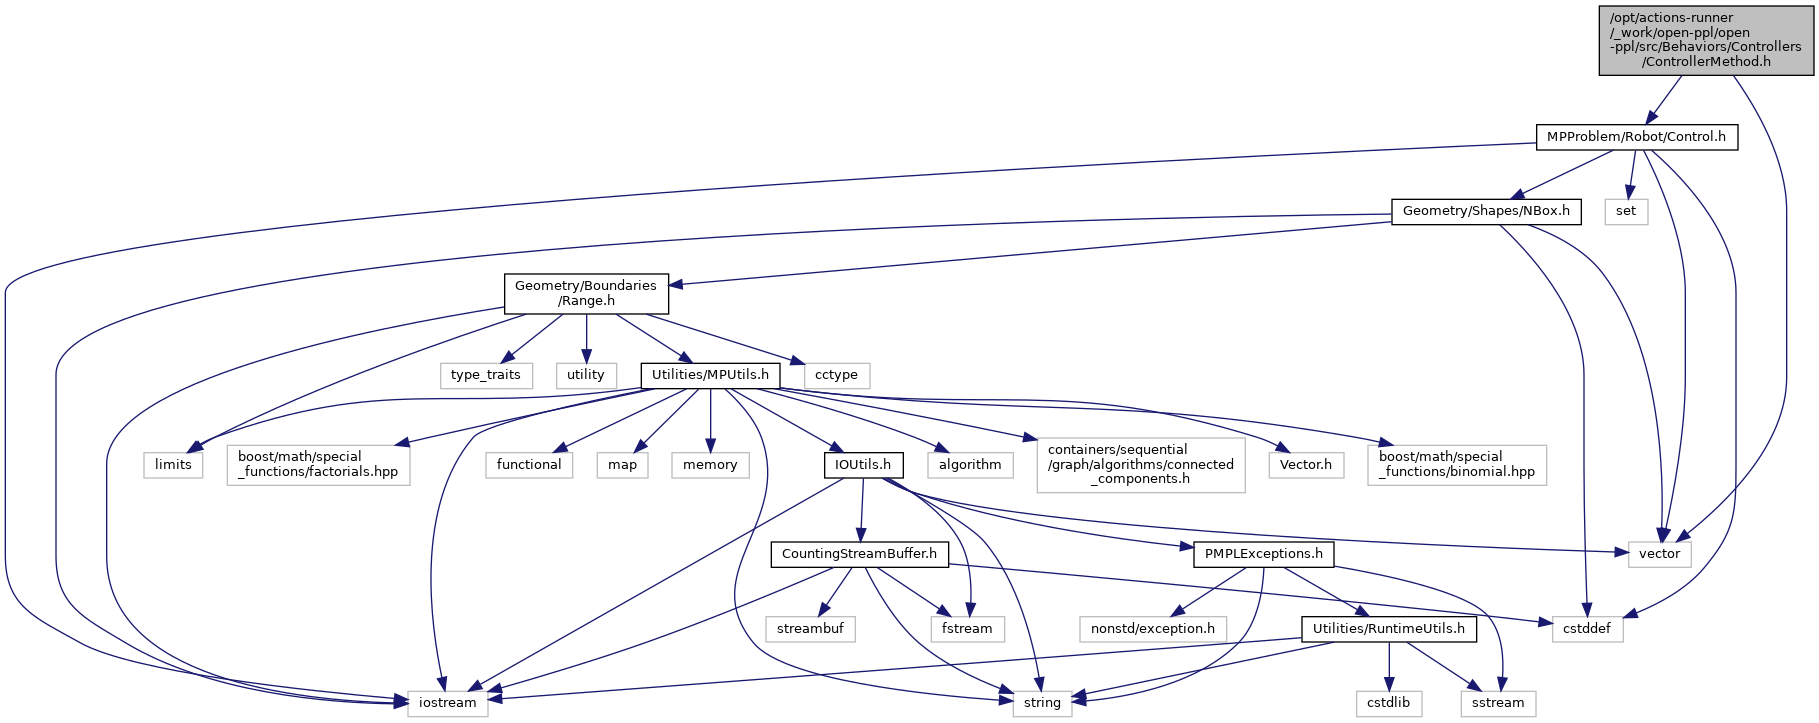 /opt/actions-runner
/_work/open-ppl/open
-ppl/src/Behaviors/Controllers
/ControllerMethod.h
MPProblem/Robot/Control.h
Geometry/Shapes/NBox.h
set
Geometry/Boundaries
/Range.h
type_traits
utility
Utilities/MPUtils.h
cctype
limits
boost/math/special
_functions/factorials.hpp
functional
map
memory
IOUtils.h
algorithm
containers/sequential
/graph/algorithms/connected
_components.h
Vector.h
boost/math/special
_functions/binomial.hpp
CountingStreamBuffer.h
PMPLExceptions.h
vector
streambuf
fstream
nonstd/exception.h
Utilities/RuntimeUtils.h
cstddef
iostream
string
cstdlib
sstream